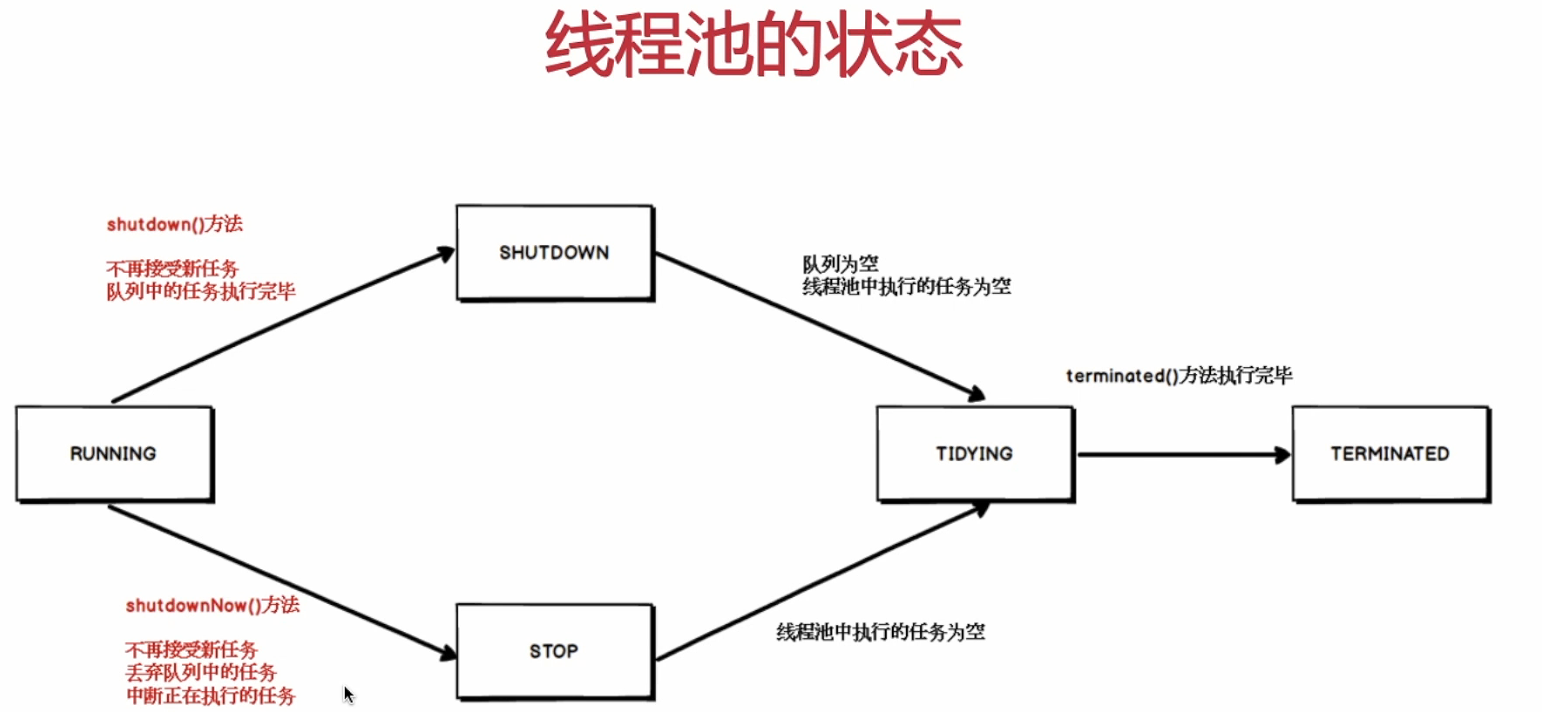 线程池的状态
shutdown()方法
不再接受新任务
队列中的任务执行完毕
SHUTDOWN
队列为空
线程池中执行的任务为空
terminated()方法执行完毕
RUNNING
TIDYING
TERMINATED
shutdownNow()方法
不再接受新任务
丢弃队列中的任务
中断正在执行的任务
STOP
线程池中执行的任务为空